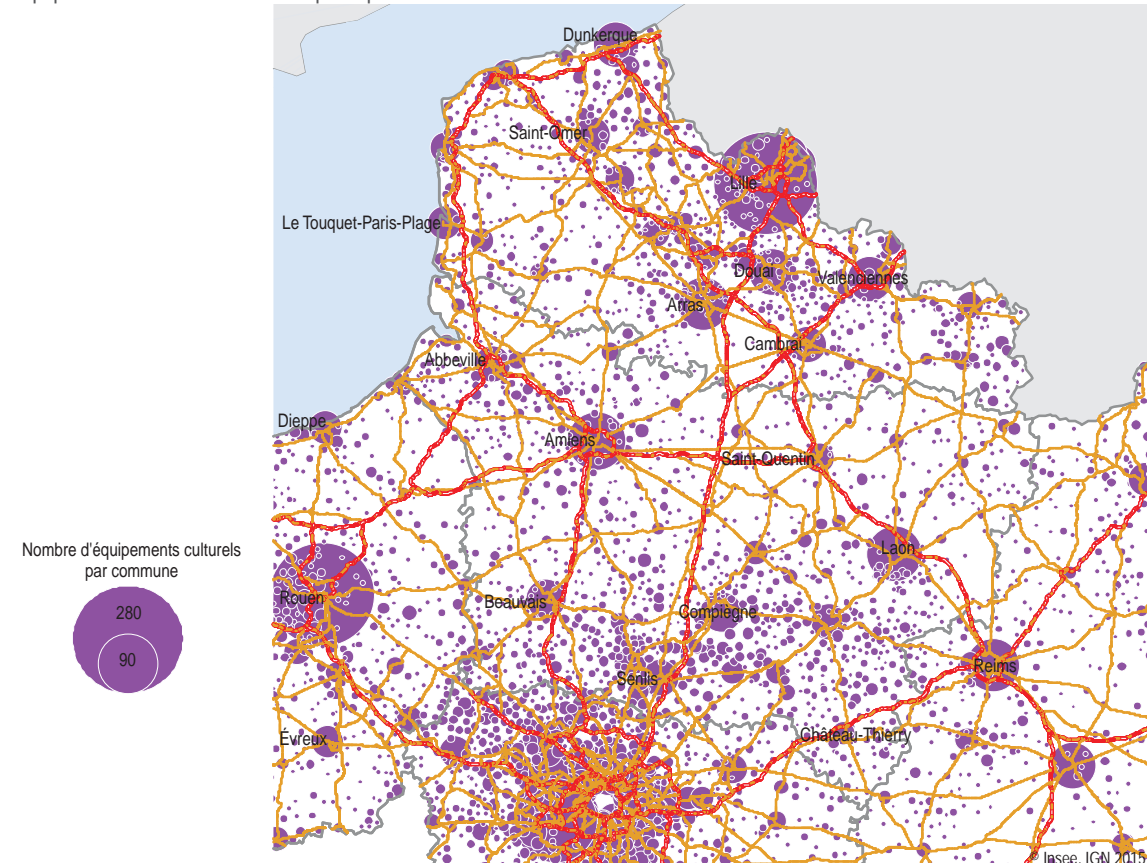 Dunkerque
Saint-Omer
Lille
Le Touquet-Paris-Plage
Douai
Valenciennes
Arras
Cambrai
Abbeville
Dieppe
Amiens
Saint-Quentin
Nombre d'équipements culturels
par commune
280
90
Laon
Rouen
Beauvais
Compiègne
Reims
Senlis
Évreux
Château-Thierry
© Insee, IGN 2015